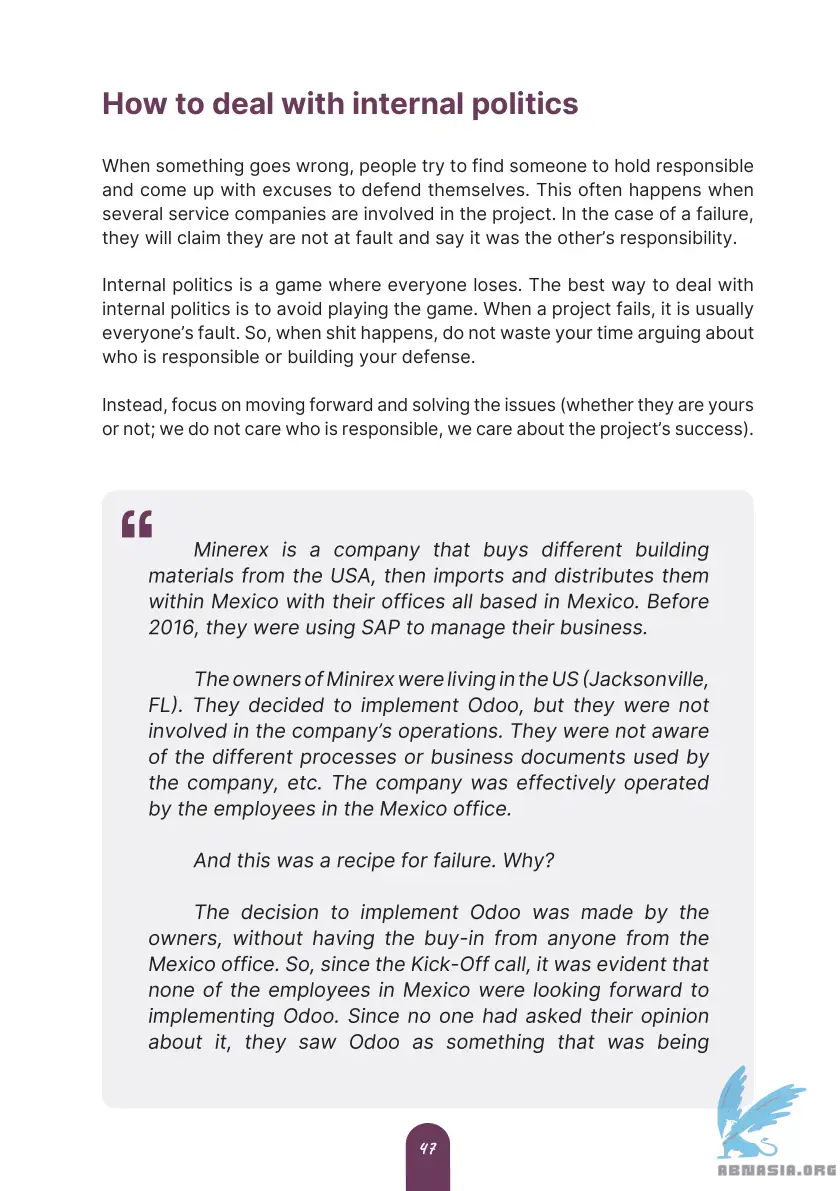 How to deal with internal politics
When something goes wrong, people try to find someone to hold responsible
and come up with excuses to defend themselves. This often happens when
several service companies are involved in the project. In the case of a failure,
they will claim they are not at fault and say it was the other's responsibility.
Internal politics is a game where everyone loses. The best way to deal with
internal politics is to avoid playing the game. When a project fails, it is usually
everyone's fault. So, when shit happens, do not waste your time arguing about
who is responsible or building your defense.
Instead, focus on moving forward and solving the issues (whether they are yours
or not; we do not care who is responsible, we care about the project's success).
“
Minerex is a company that buys different building
materials from the USA, then imports and distributes them
within Mexico with their offices all based in Mexico. Before
2016, they were using SAP to manage their business.
The owners of Minirex were living in the US (Jacksonville,
FL). They decided to implement Odoo, but they were not
involved in the company's operations. They were not aware
of the different processes or business documents used by
the company, etc. The company was effectively operated
by the employees in the Mexico office.
And this was a recipe for failure. Why?
The decision to implement Odoo was made by the
owners, without having the buy-in from anyone from the
Mexico office. So, since the Kick-Off call, it was evident that
none of the employees in Mexico were looking forward to
implementing Odoo. Since no one had asked their opinion
about it, they saw Odoo as something that was being
47
ABNASIA.ORG